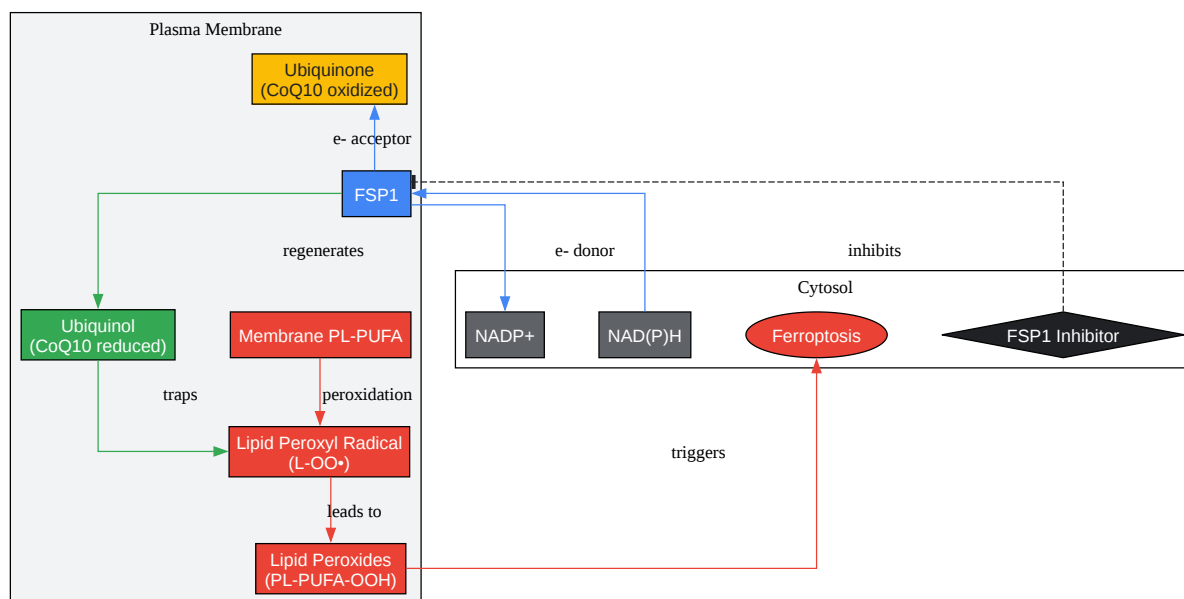 Plasma Membrane
Ubiquinone
(CoQ10 oxidized)
e- acceptor
FSP1
regenerates
e- donor
inhibits
Cytosol
Ubiquinol
(CoQ10 reduced)
Membrane PL-PUFA
NADP+
NAD(P)H
Ferroptosis
FSP1 Inhibitor
traps
peroxidation
Lipid Peroxyl Radical
(L-OO•)
triggers
leads to
Lipid Peroxides
(PL-PUFA-OOH)